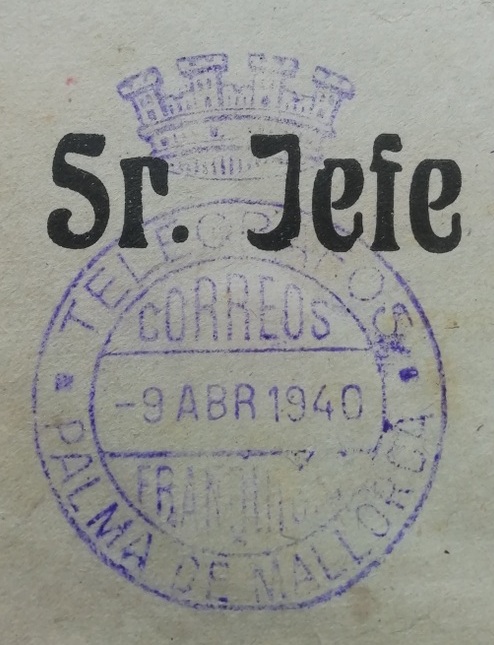 Sr. Jefe
TELEGRAFOS
CORREOS
-9 ABR 1940
PALMA DE MALLORCA